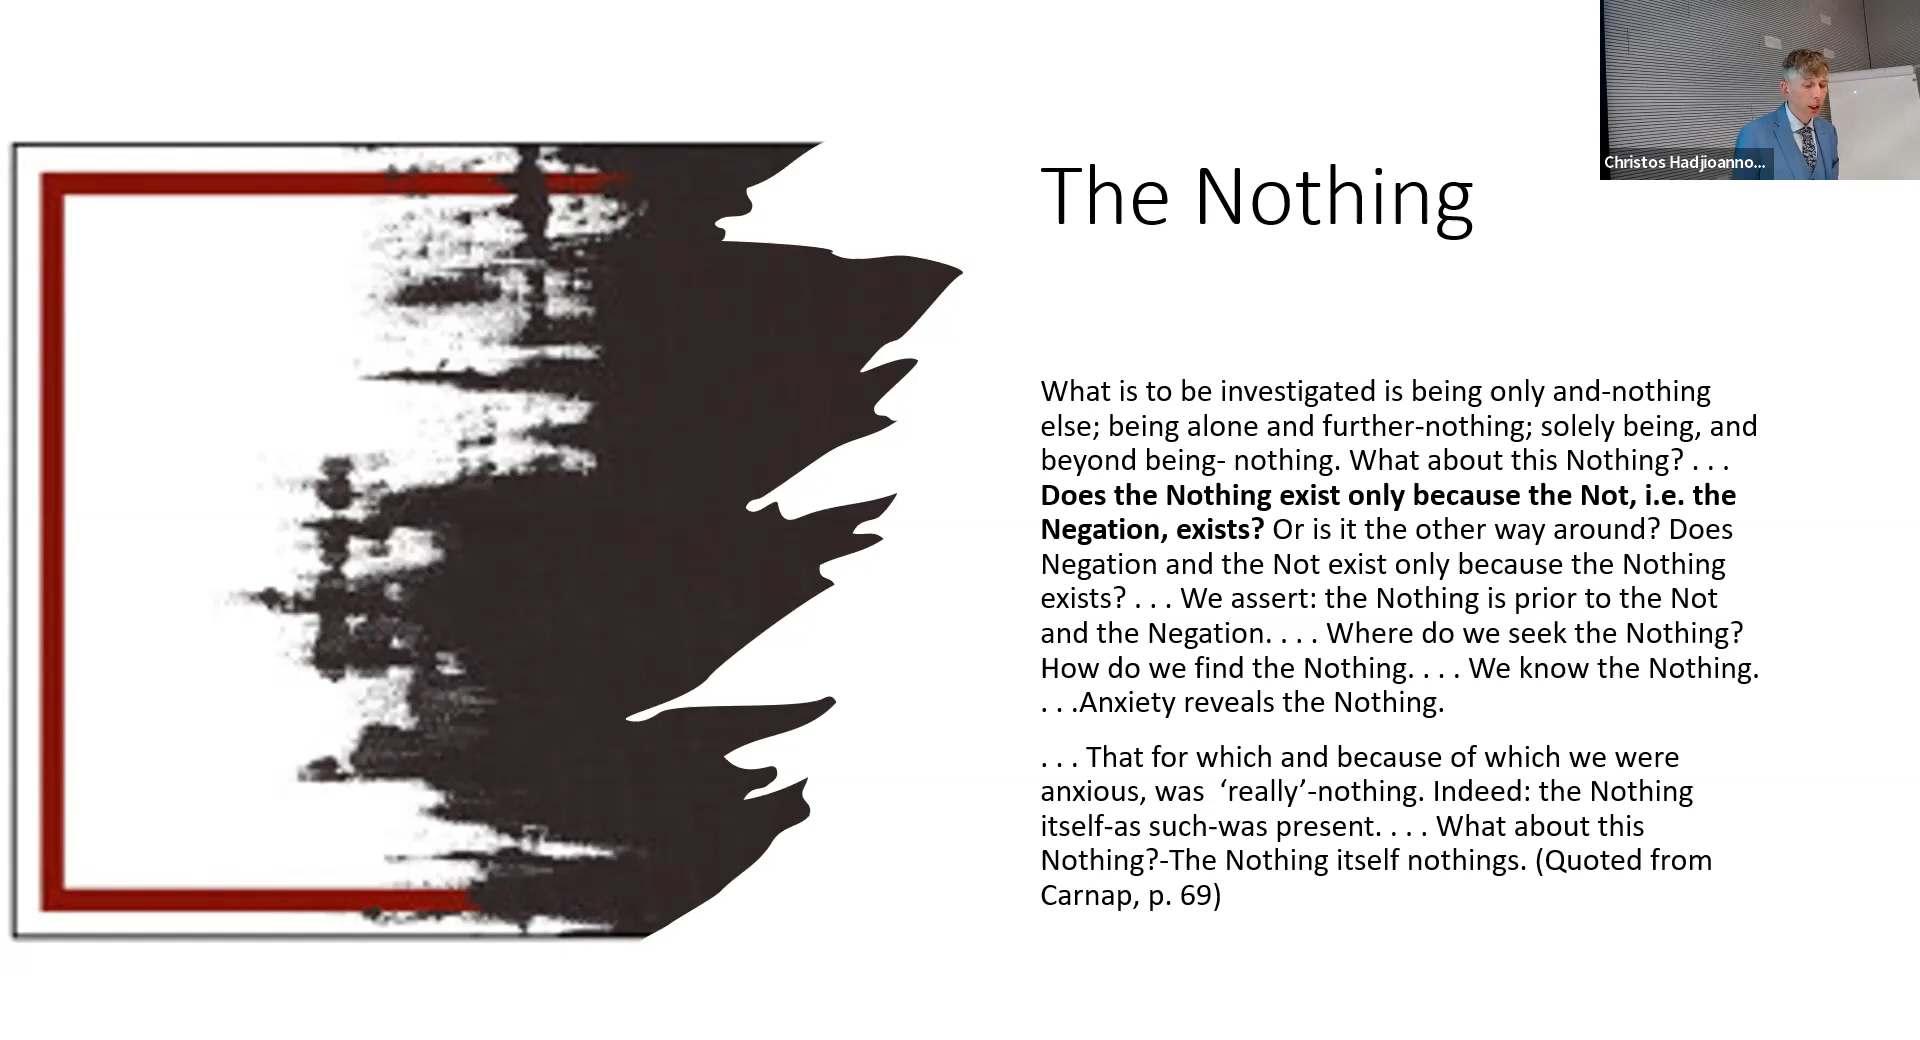 The Nothing
Christos Hadjioanno...
What is to be investigated is being only and-nothing
else; being alone and further-nothing; solely being, and
beyond being- nothing. What about this Nothing? . . .
Does the Nothing exist only because the Not, i.e. the
Negation, exists? Or is it the other way around? Does
Negation and the Not exist only because the Nothing
exists? . . . We assert: the Nothing is prior to the Not
and the Negation. . . . Where do we seek the Nothing?
How do we find the Nothing. . . . We know the Nothing.
. . .Anxiety reveals the Nothing.
. . . That for which and because of which we were
anxious, was  ‘really’-nothing. Indeed: the Nothing
itself-as such-was present. . . . What about this
Nothing?-The Nothing itself nothings. (Quoted from
Carnap, p. 69)